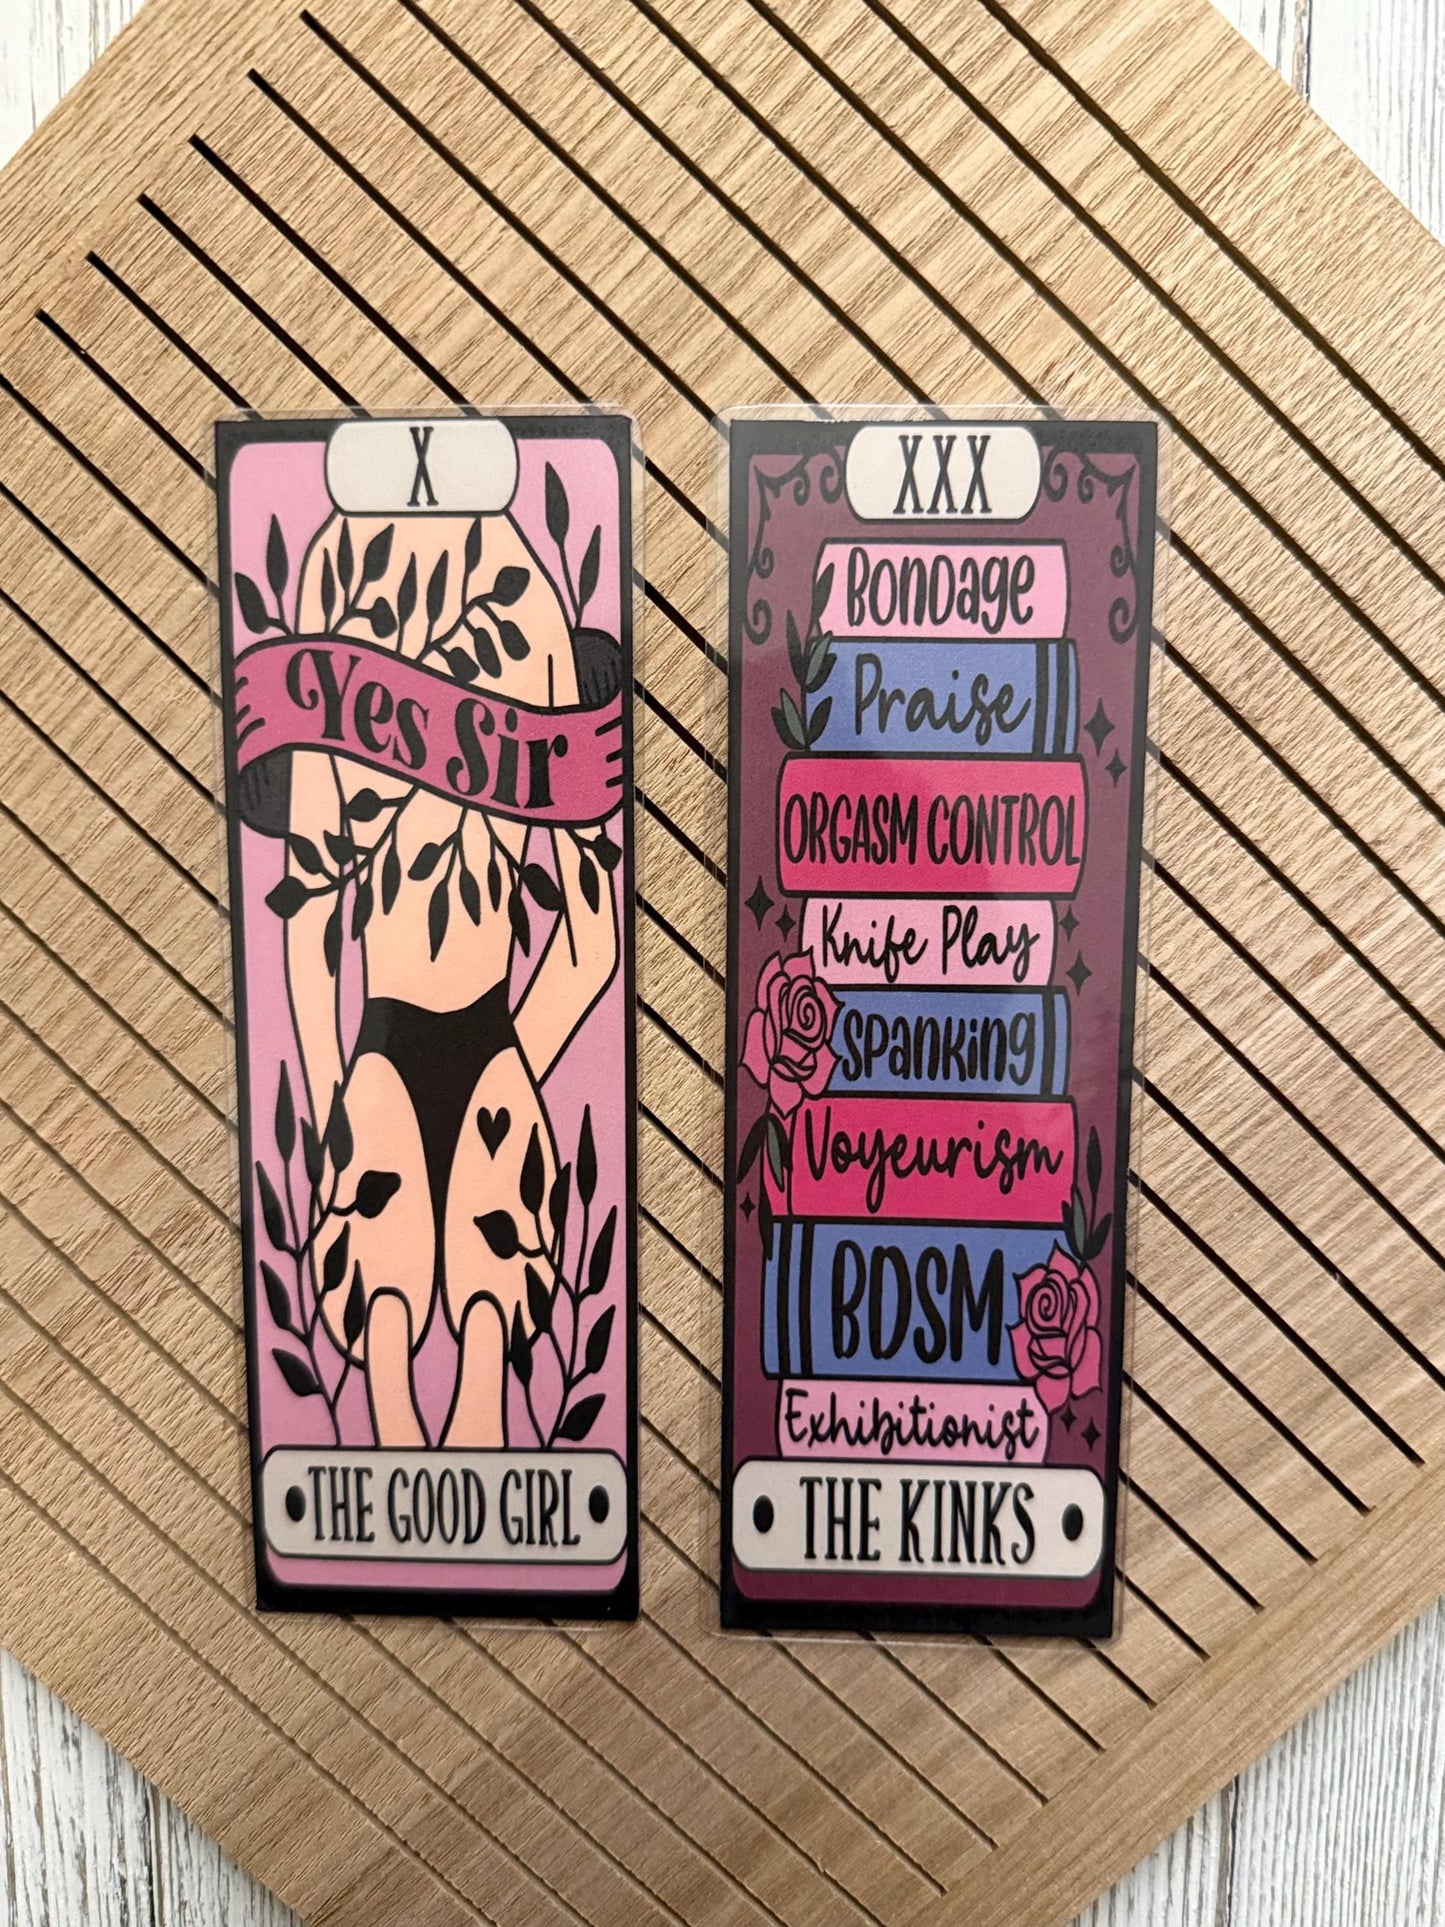 X
Yes Sir
THE GOOD GIRL
XXX
Bondage
Praise
ORGASM CONTROL
Knife Play
Spanking
Voyeurism
BDSM
Exhibitionist
THE KINKS